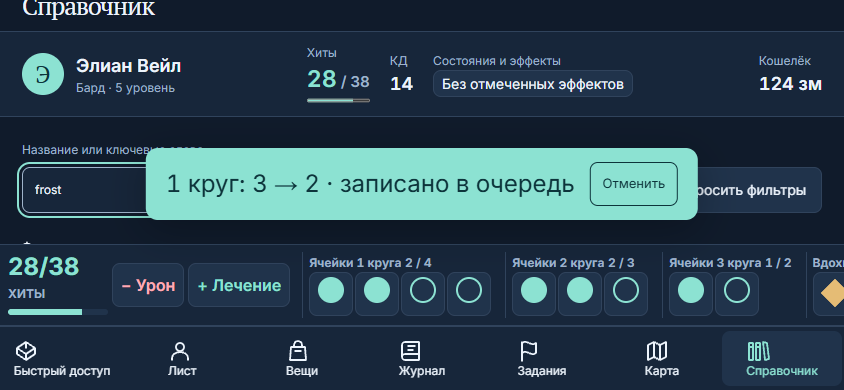 Справочник
Э
Элиан Вейл
Бард · 5 уровень
Хиты
28 / 38
КД
14
Состояния и эффекты
Без отмеченных эффектов
Кошелёк
124 зм
Название или ключевые
frost
1 круг: 3 → 2 · записано в очередь
Отменить
росить фильтры
28/38
ХИТЫ
− Урон
+ Лечение
Ячейки 1 круга 2 / 4
Ячейки 2 круга 2 / 3
Ячейки 3 круга 1 / 2
Вдох
Быстрый доступ
Лист
Вещи
Журнал
Задания
Карта
Справочник